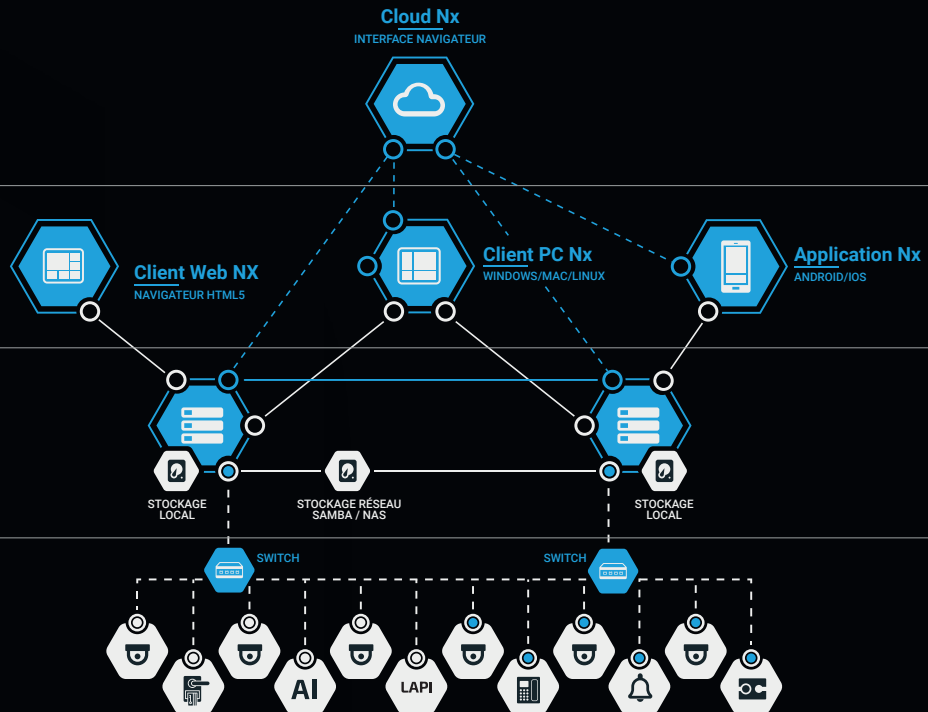 Cloud Nx
INTERFACE NAVIGATEUR
Client Web NX
NAVIGATEUR HTML5
Client PC Nx
WINDOWS/MAC/LINUX
Application Nx
ANDROID/IOS
STOCKAGE
LOCAL
STOCKAGE RÉSEAU
SAMBA / NAS
STOCKAGE
LOCAL
SWITCH
SWITCH
AI
LAPI